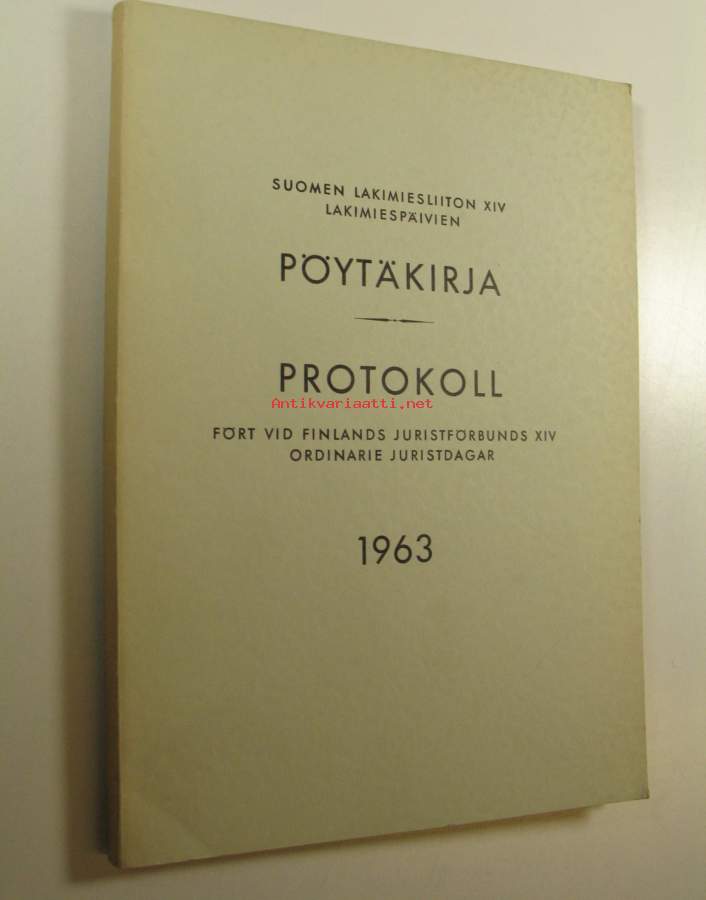 SUOMEN LAKIMIESLIITON XIV
LAKIMIESPÄIVIEN
PÖYTÄKIRJA
PROTOKOLL
Antikvariaatti.net
FÖRT VID FINLANDS JURISTFÖRBUNDS XIV
ORDINARIE JURISTDAGAR
1963